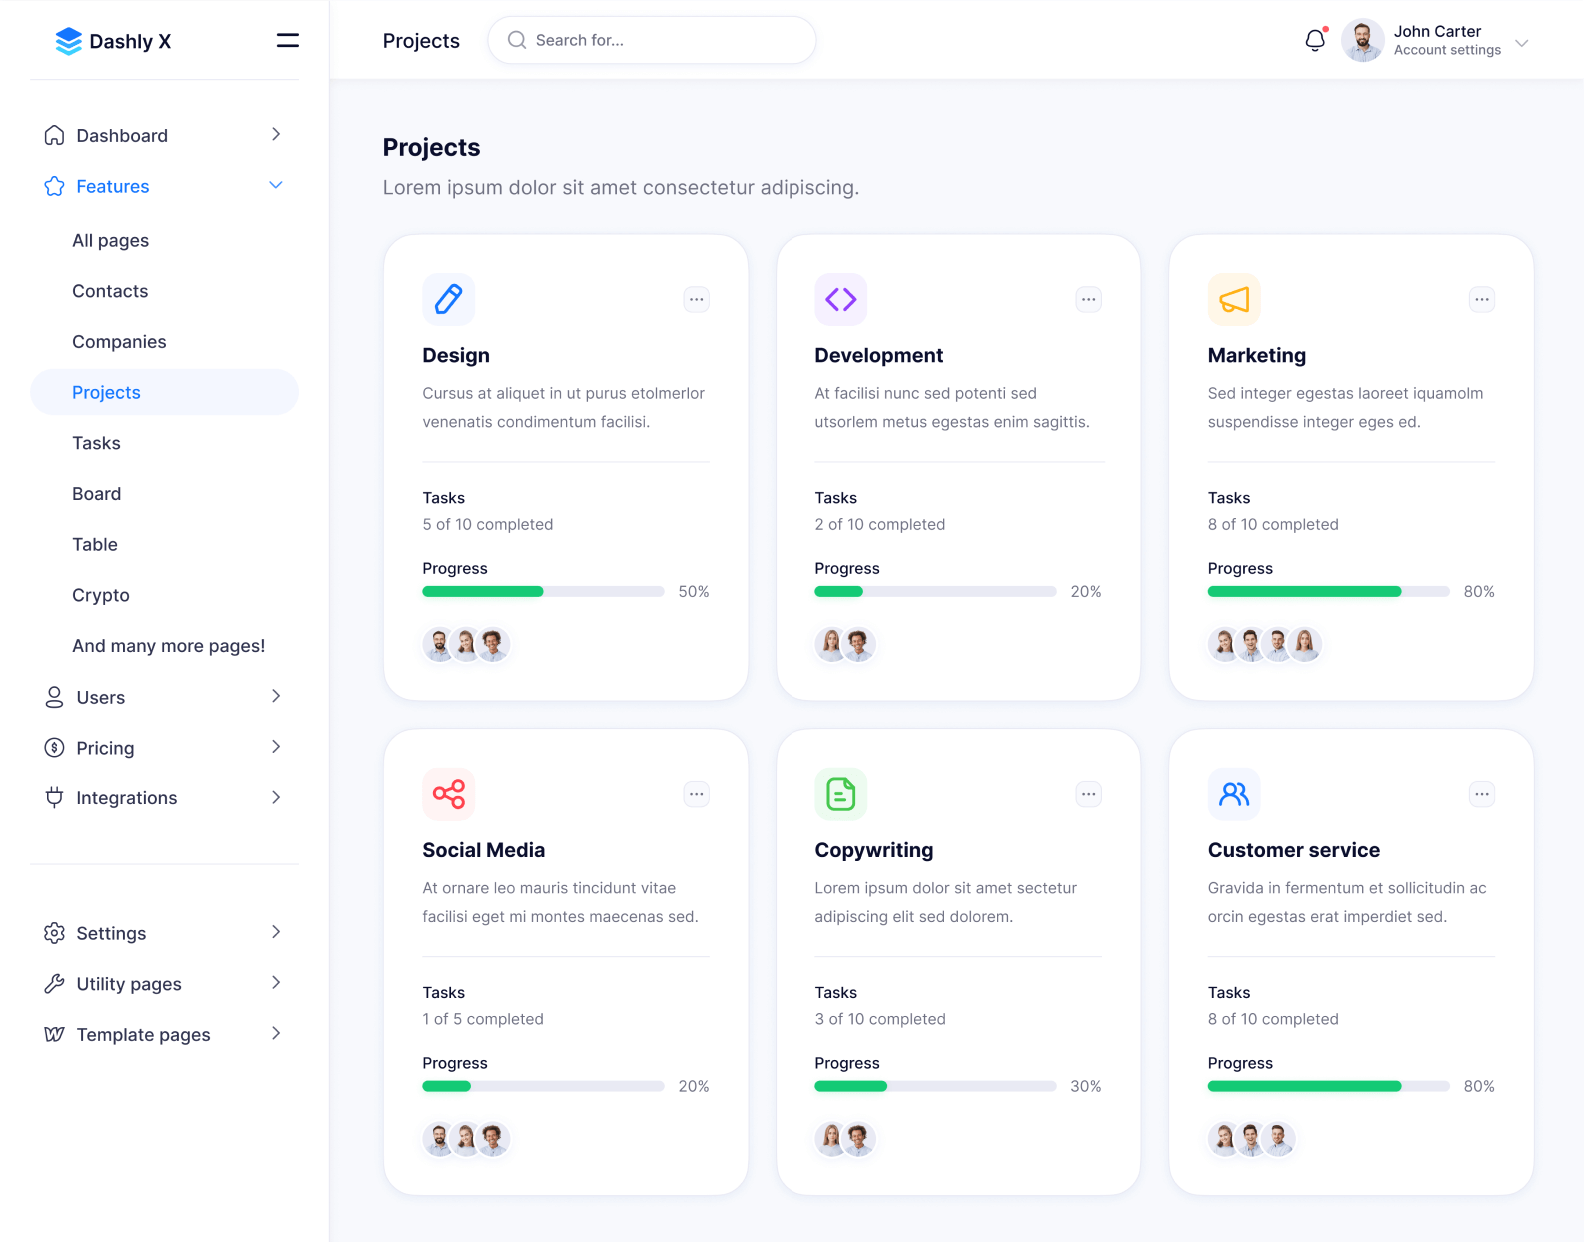 Dashly X
Projects
Search for...
John Carter
Account settings
Dashboard
Features
All pages
Contacts
Companies
Projects
Tasks
Board
Table
Crypto
And many more pages!
Users
Pricing
Integrations
Settings
Utility pages
Template pages
Projects
Lorem ipsum dolor sit amet consectetur adipiscing.
Design
Cursus at aliquet in ut purus etolmerlor
venenatis condimentum facilisi.
Tasks
5 of 10 completed
Progress
50%
Development
At facilisi nunc sed potenti sed
utsorlem metus egestas enim sagittis.
Tasks
2 of 10 completed
Progress
20%
Marketing
Sed integer egestas laoreet iquamolm
suspendisse integer eges ed.
Tasks
8 of 10 completed
Progress
80%
Social Media
At ornare leo mauris tincidunt vitae
facilisi eget mi montes maecenas sed.
Tasks
1 of 5 completed
Progress
20%
Copywriting
Lorem ipsum dolor sit amet sectetur
adipiscing elit sed dolorem.
Tasks
3 of 10 completed
Progress
30%
Customer service
Gravida in fermentum et sollicitudin ac
orcin egestas erat imperdiet sed.
Tasks
8 of 10 completed
Progress
80%